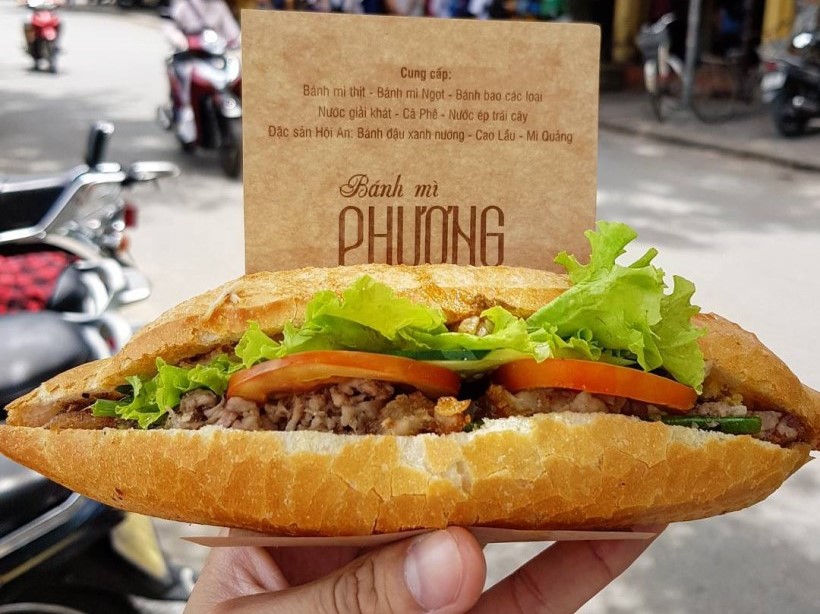 Cung cấp:
Bánh mì thịt - Bánh mì Ngọt - Bánh bao các loại
Nước giải khát - Cà Phê - Nước ép trái cây
Đặc sản Hội An: Bánh đậu xanh nướng - Cao Lầu - Mì Quảng
Bánh mì
PHƯỢNG